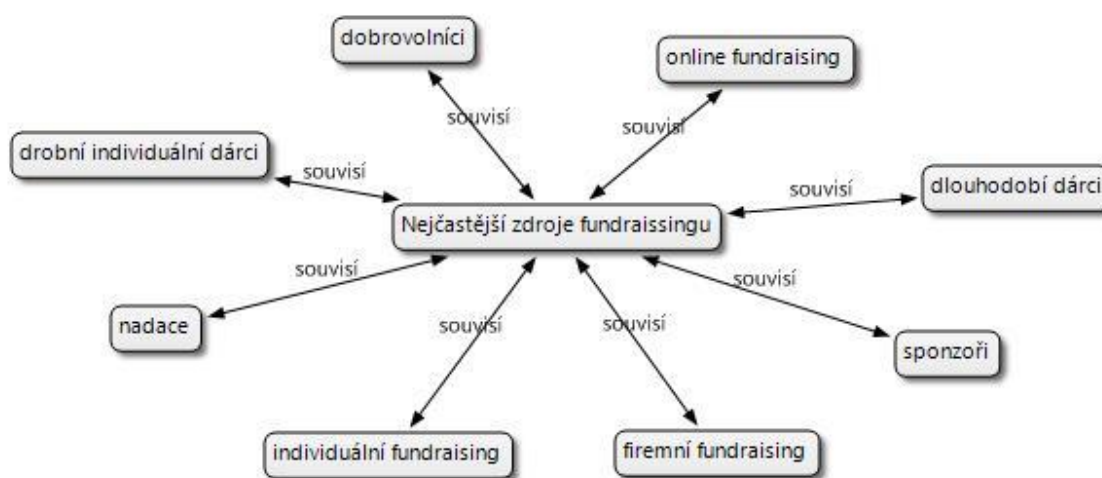 dobrovolníci
online fundraising
souvisí
souvisí
drobní individuální dárci
souvisí
souvisí
dlouhodobí dárci
Nejčastější zdroje fundraissingu
souvisí
souvisí
nadace
souvisí
souvisí
sponzoři
individuální fundraising
firemní fundraising